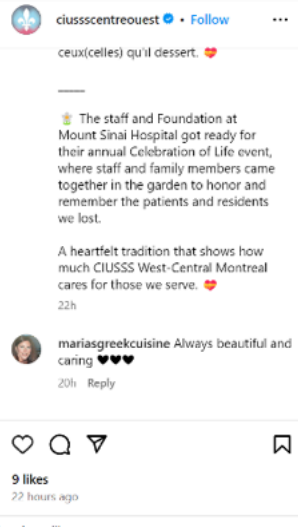 ciussscentreouest • Follow
ceux(celles) qu'il dessert. 💝
____
🪧 The staff and Foundation at
Mount Sinai Hospital got ready for
their annual Celebration of Life event,
where staff and family members came
together in the garden to honor and
remember the patients and residents
we lost.
A heartfelt tradition that shows how
much CIUSSS West-Central Montreal
cares for those we serve. 💝
22h
mariasgreekcuisine Always beautiful and
caring 🖤🖤🖤
20h Reply
9 likes
22 hours ago